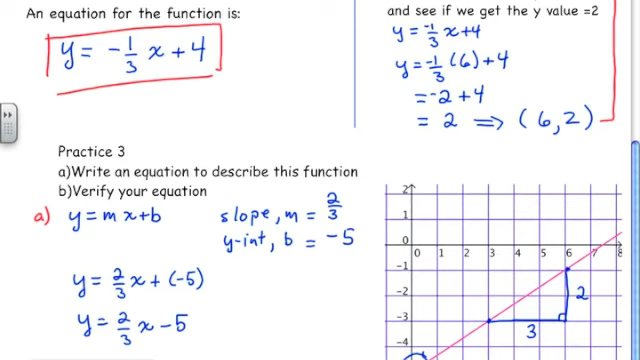 An equation for the function is:
y = -1/3 x + 4
and see if we get the y value =2
y = -1/3 x + 4
y = -1/3 (6) + 4
= -2 + 4
= 2 ⇒ (6, 2)
Practice 3
a)Write an equation to describe this function
b)Verify your equation
a) y = m x + b
slope, m = 2/3
y-int, b = -5
y = 2/3 x + (-5)
y = 2/3 x - 5
2
1
0
0 1 2 3 4 5 6 7 8
-1
-2
-3
-4
2
3